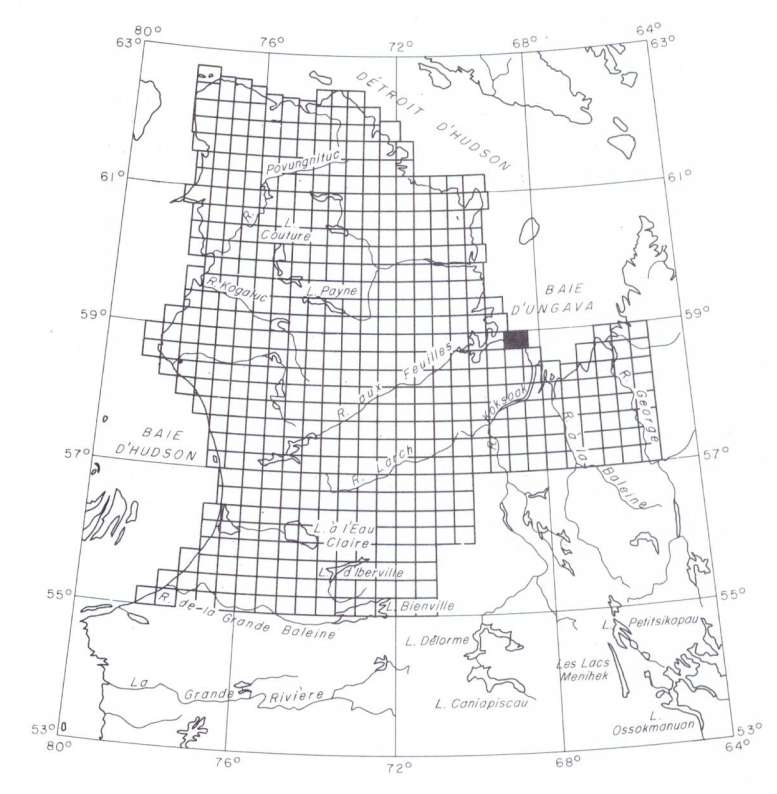 80°
63°
76°
72°
68°
64°
63°
DÉTROIT D'HUDSON
Povungnituc
R.
61°
61°
L.
Couture
R. Kogaluc
L. Payne
BAIE
D'UNGAVA
59°
59°
R. aux Feuilles
Koksoak
R.
R. George
R. à la Baleine
BAIE
D'HUDSON
57°
57°
R. Larch
L. à l'Eau
Claire
L. d'Iberville
55°
55°
R. de-la Grande Baleine
L. Bienville
L. Délorme
L. Petitsikapau
Les Lacs
Menihek
La Grande Rivière
L. Caniapiscau
L.
Ossokmanuan
53°
80°
76°
72°
68°
53°
64°